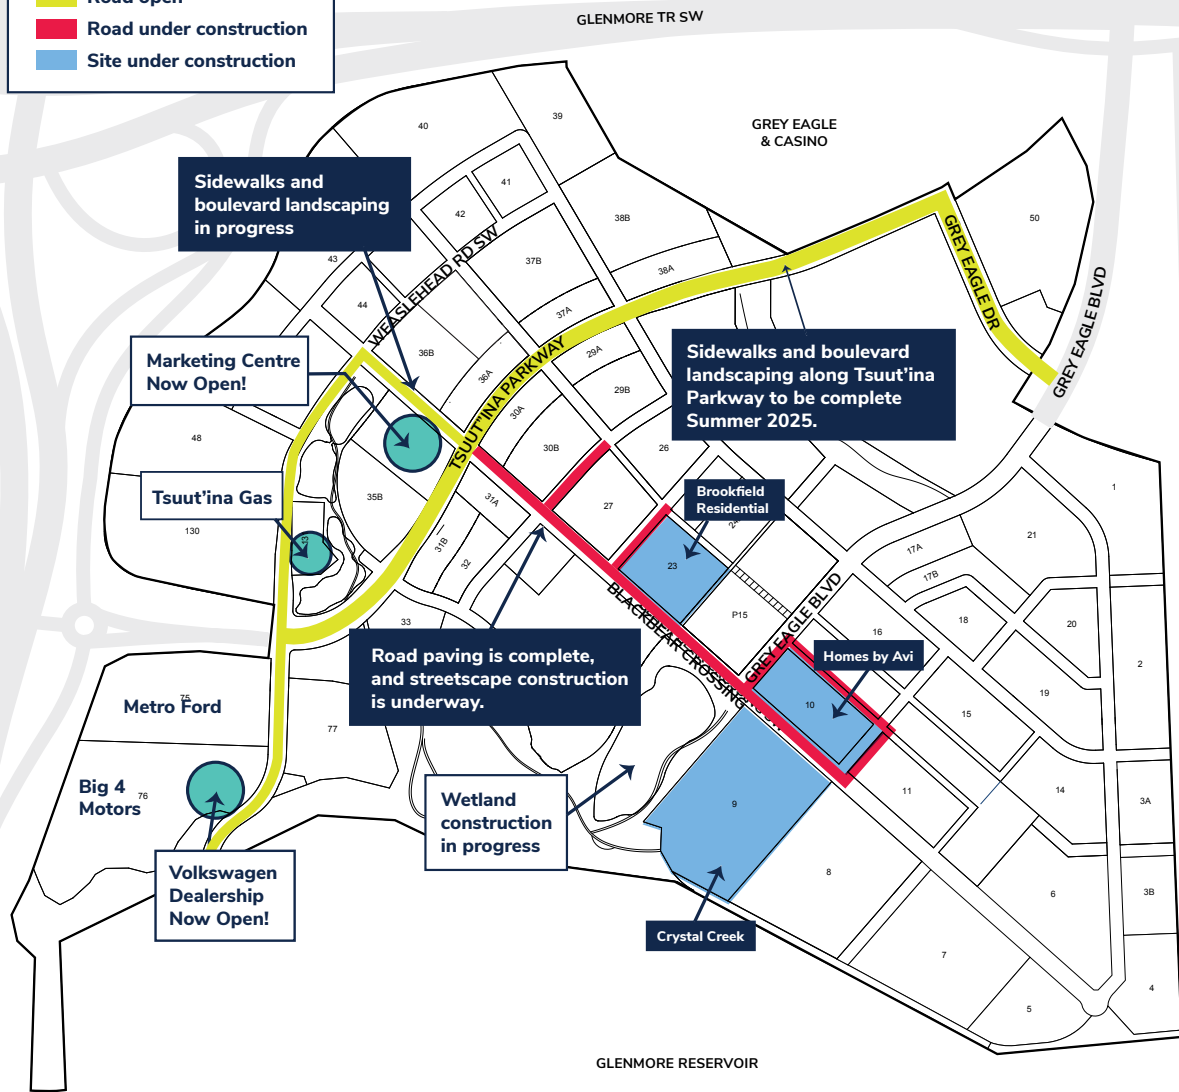 Road open
Road under construction
Site under construction
GLENMORE TR SW
GREY EAGLE
& CASINO
40
39
41
42
38B
50
43
44
37B
38A
37A
36B
36A
29A
29B
30A
30B
26
48
35B
31A
31B
32
27
130
23
P15
33
1
21
17A
17B
18
20
16
2
19
15
10
14
3A
11
9
8
6
3B
7
5
4
75
76
77
Sidewalks and
boulevard landscaping
in progress
WEASLEHEAD RD SW
GREY EAGLE DR
GREY EAGLE BLVD
Marketing Centre
Now Open!
TSUUT'INA PARKWAY
Sidewalks and boulevard
landscaping along Tsuut'ina
Parkway to be complete
Summer 2025.
Tsuut'ina Gas
Brookfield
Residential
BLACKBEAR CROSSING
GREY EAGLE BLVD
Homes by Avi
Road paving is complete,
and streetscape construction
is underway.
Metro Ford
Big 4
Motors
Wetland
construction
in progress
Volkswagen
Dealership
Now Open!
Crystal Creek
GLENMORE RESERVOIR